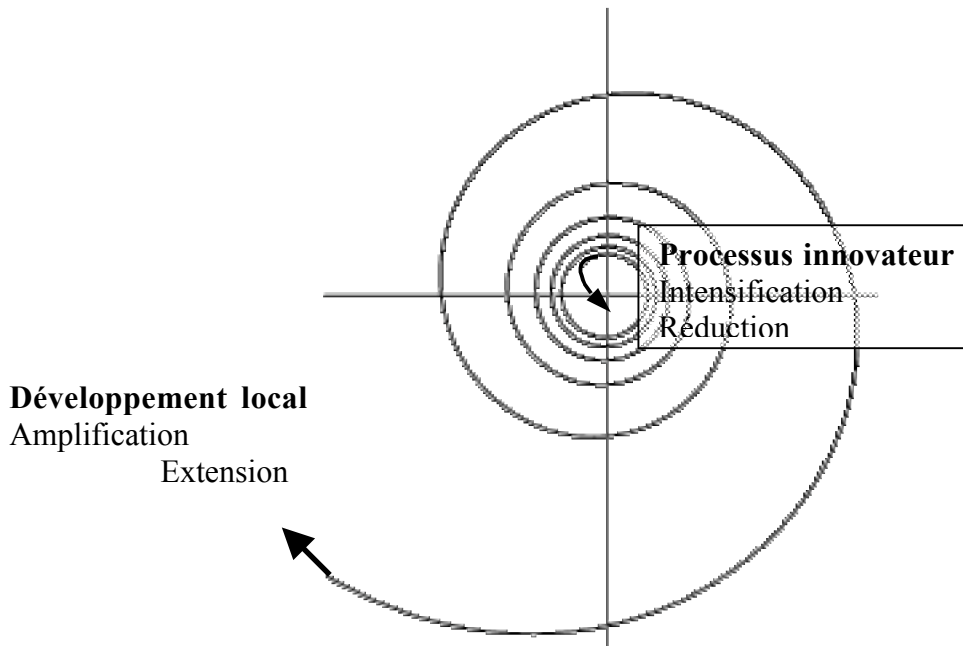 Processus innovateur
Intensification
Réduction
Développement local
Amplification
Extension